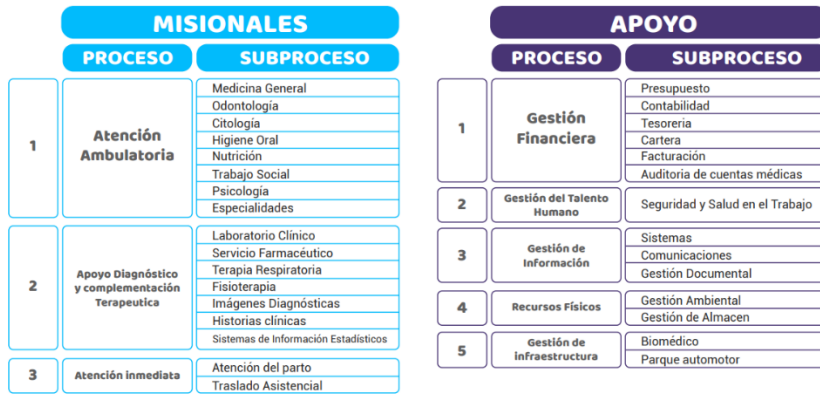 MISIONALES
PROCESO
SUBPROCESO
1
Atención
Ambulatoria
Medicina General
Odontología
Citología
Higiene Oral
Nutrición
Trabajo Social
Psicología
Especialidades
2
Apoyo Diagnóstico
y complementación
Terapeutica
Laboratorio Clínico
Servicio Farmacéutico
Terapia Respiratoria
Fisioterapia
Imágenes Diagnósticas
Historias clínicas
Sistemas de Información Estadísticos
3
Atención inmediata
Atención del parto
Traslado Asistencial
APOYO
PROCESO
SUBPROCESO
1
Gestión
Financiera
Presupuesto
Contabilidad
Tesoreria
Cartera
Facturación
Auditoria de cuentas médicas
2
Gestión del Talento
Humano
Seguridad y Salud en el Trabajo
3
Gestión de
Información
Sistemas
Comunicaciones
Gestión Documental
4
Recursos Físicos
Gestión Ambiental
Gestión de Almacen
5
Gestión de
infraestructura
Biomédico
Parque automotor